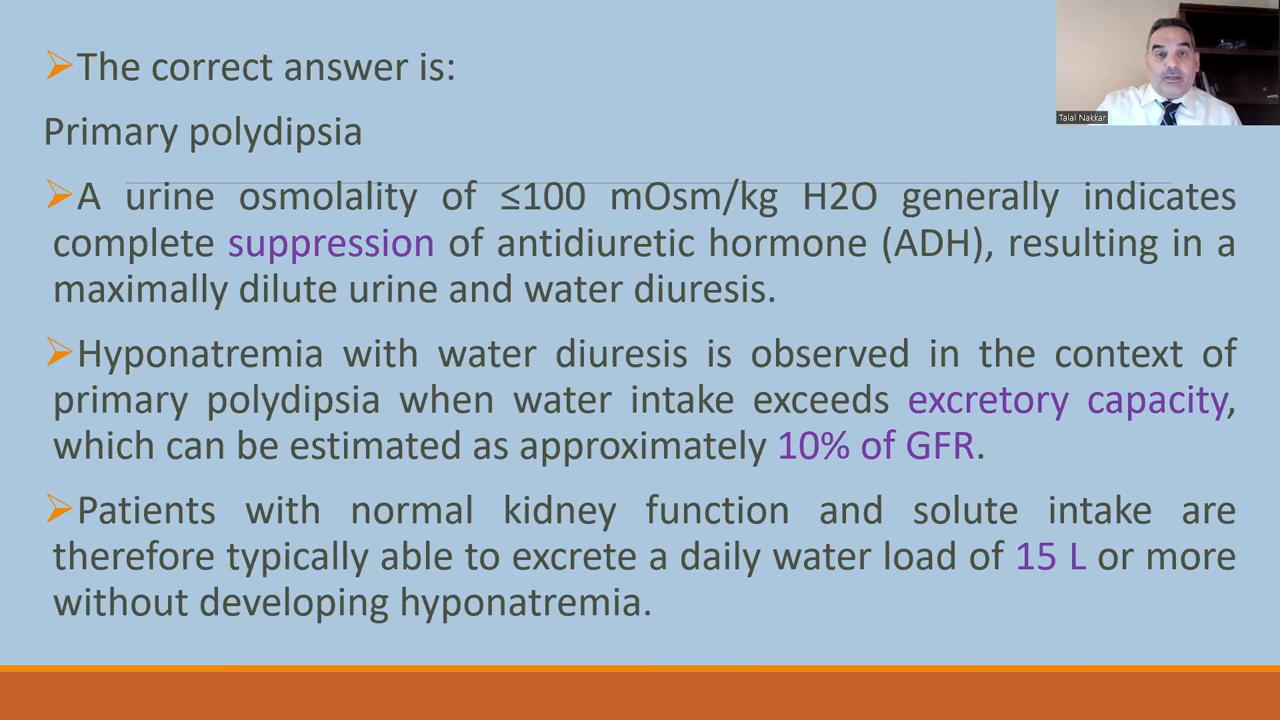 The correct answer is:
Talal Nakkar
Primary polydipsia
A urine osmolality of ≤100 mOsm/kg H2O generally indicates
complete suppression of antidiuretic hormone (ADH), resulting in a
maximally dilute urine and water diuresis.
Hyponatremia with water diuresis is observed in the context of
primary polydipsia when water intake exceeds excretory capacity,
which can be estimated as approximately 10% of GFR.
Patients with normal kidney function and solute intake are
therefore typically able to excrete a daily water load of 15 L or more
without developing hyponatremia.